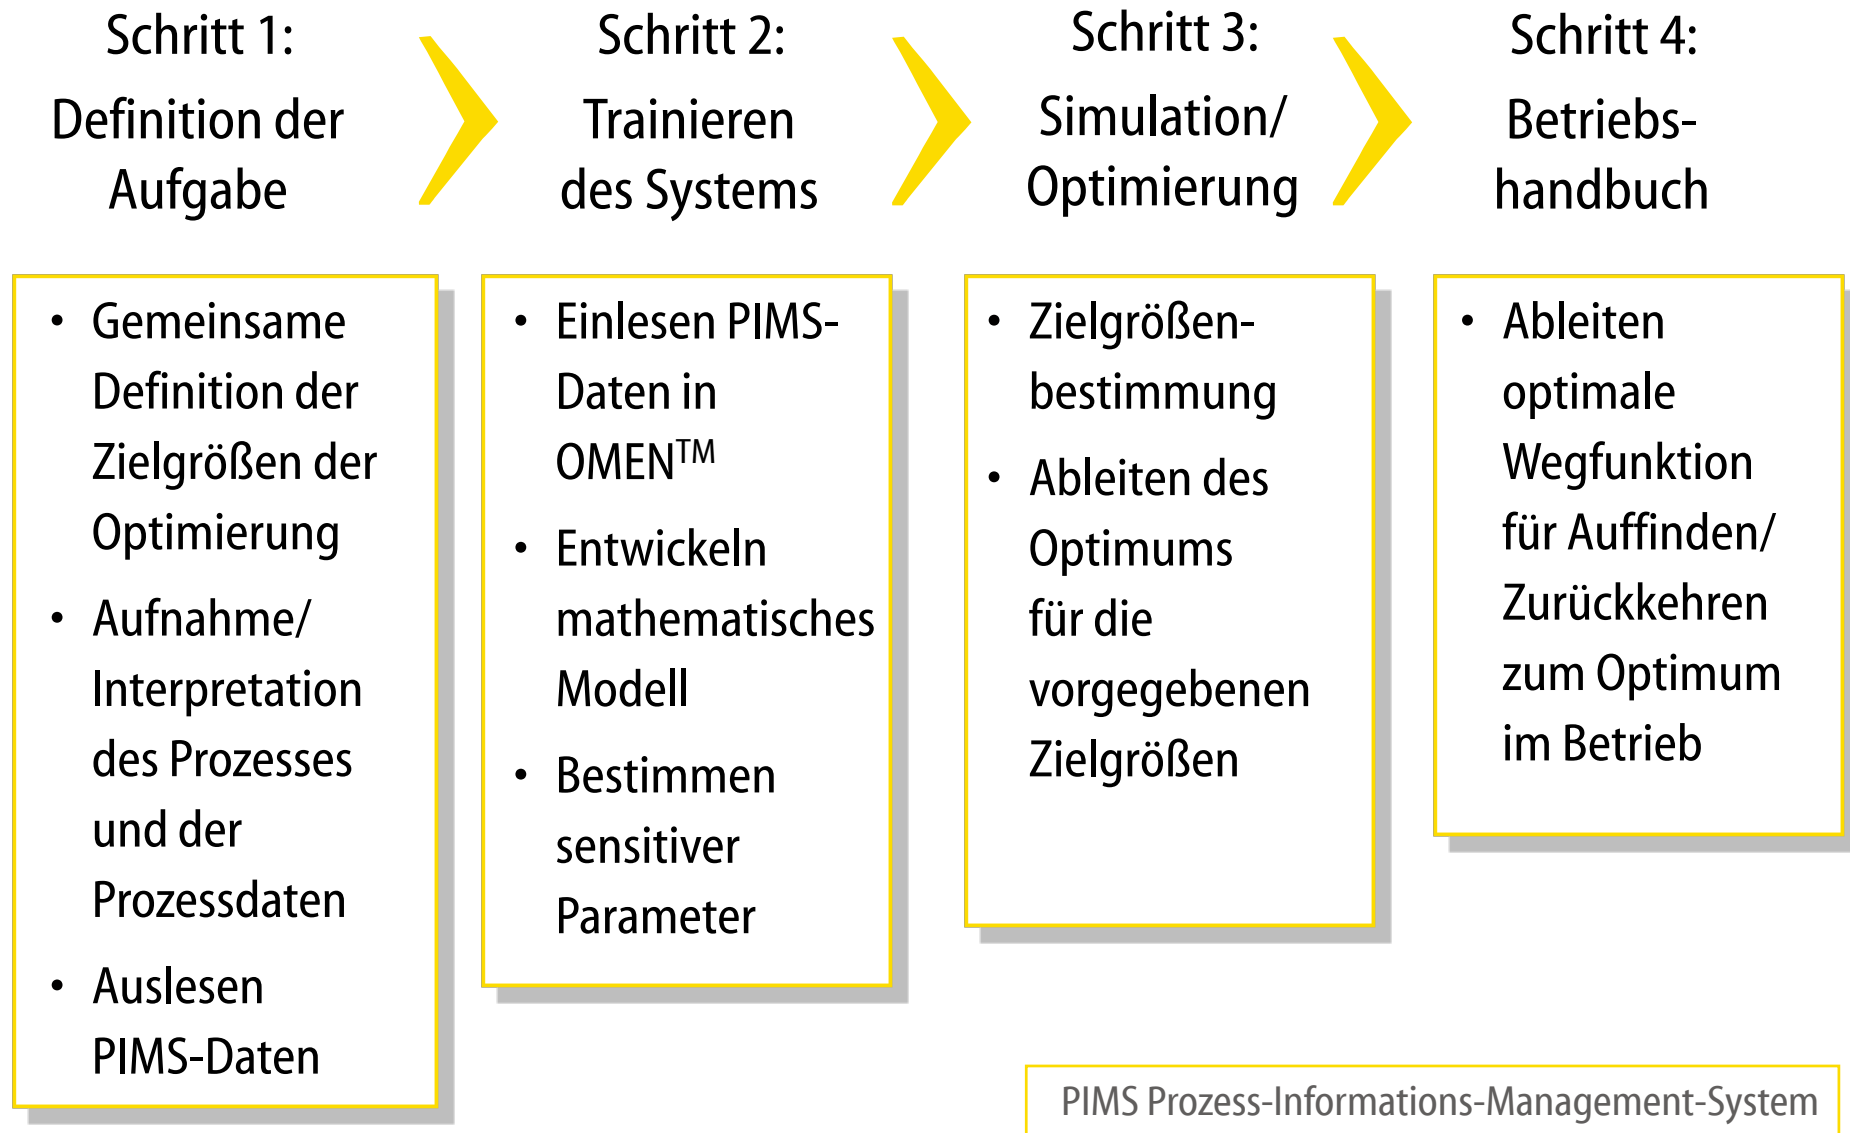 Schritt 1:
Definition der
Aufgabe
Schritt 2:
Trainieren
des Systems
Schritt 3:
Simulation/
Optimierung
Schritt 4:
Betriebs-
handbuch
• Gemeinsame
Definition der
Zielgrößen der
Optimierung
• Aufnahme/
Interpretation
des Prozesses
und der
Prozessdaten
• Auslesen
PIMS-Daten
• Einlesen PIMS-
Daten in
OMEN™
• Entwickeln
mathematisches
Modell
• Bestimmen
sensitiver
Parameter
• Zielgrößen-
bestimmung
• Ableiten des
Optimums
für die
vorgegebenen
Zielgrößen
• Ableiten
optimale
Wegfunktion
für Auffinden/
Zurückkehren
zum Optimum
im Betrieb
PIMS Prozess-Informations-Management-System